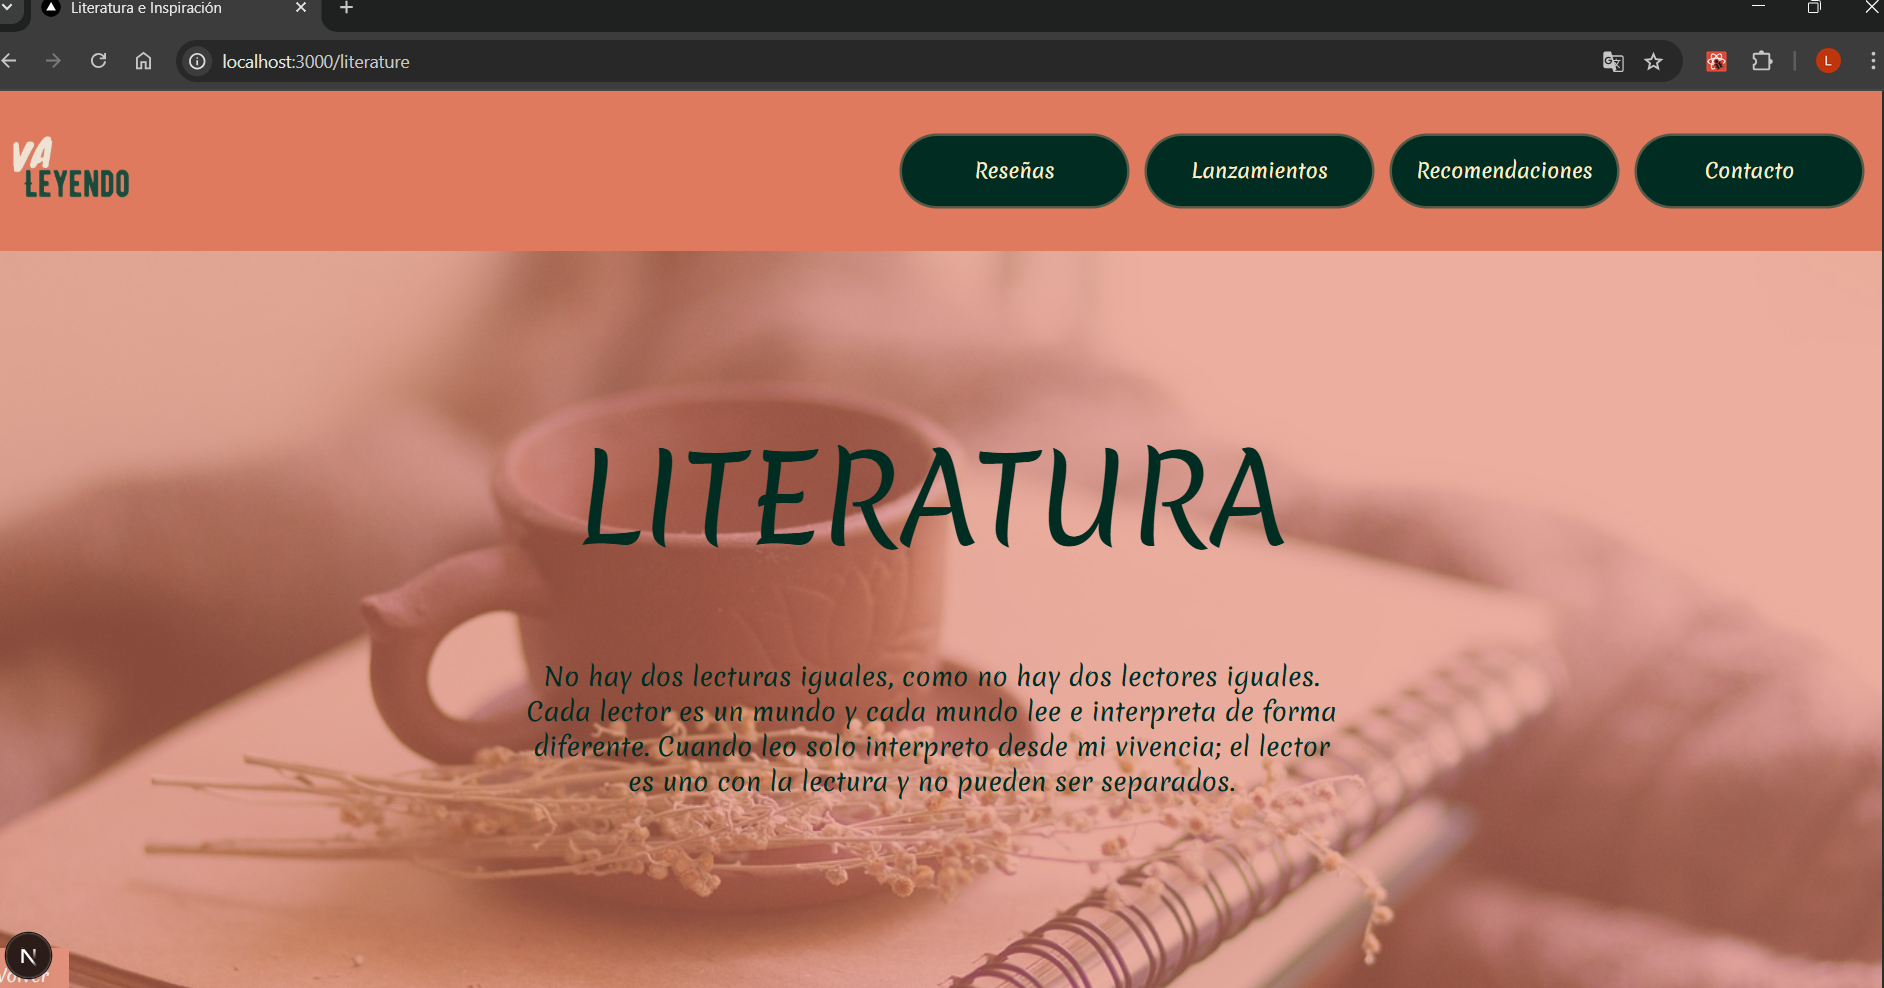 Literatura e Inspiración
localhost:3000/literature
L
VA
LEYENDO
Reseñas
Lanzamientos
Recomendaciones
Contacto
LITERATURA
No hay dos lecturas iguales, como no hay dos lectores iguales.
Cada lector es un mundo y cada mundo lee e interpreta de forma
diferente. Cuando leo solo interpreto desde mi vivencia; el lector
es uno con la lectura y no pueden ser separados.
N
Volver